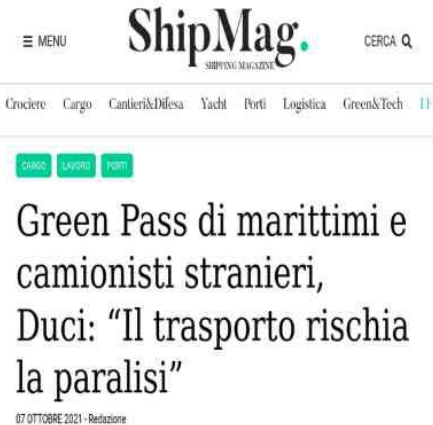 ≡ MENU
ShipMag.
SHIPPING MAGAZINE
CERCA
Crociere Cargo Cantieri&Difesa Yacht Porti Logistica Green&Tech
CARGO LAVORO PORTI
Green Pass di marittimi e
camionisti stranieri,
Duci: “Il trasporto rischia
la paralisi”
07 OTTOBRE 2021 - Redazione